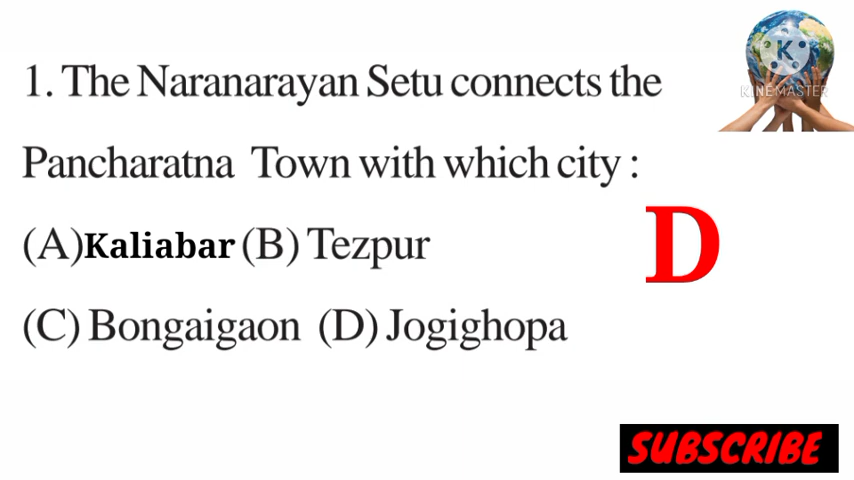 1. The Naranarayan Setu connects the
Pancharatna Town with which city :
(A)Kaliabar (B) Tezpur
(C) Bongaigaon (D) Jogighopa
D
K
KINEMASTER
SUBSCRIBE